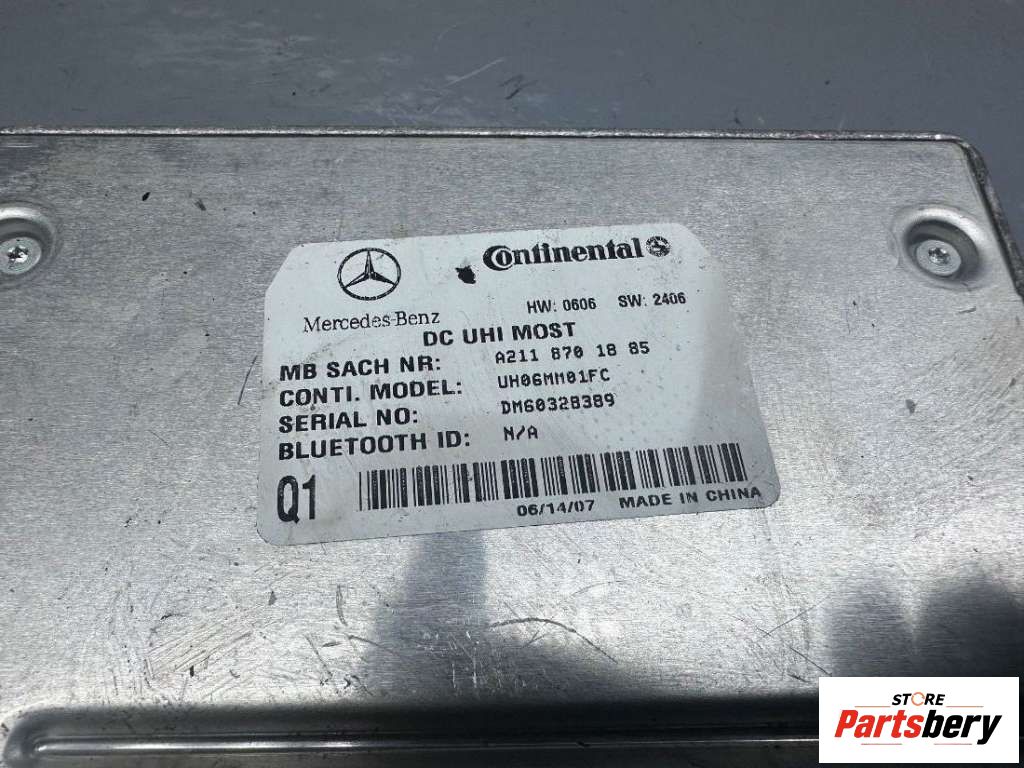 Mercedes-Benz
Continental
HW: 0606 SW: 2406
DC UHI MOST
MB SACH NR: A211 870 18 85
CONTI. MODEL: UH06MM01FC
SERIAL NO: DM60328389
BLUETOOTH ID: N/A
Q1
06/14/07 MADE IN CHINA
STORE
Partsbery